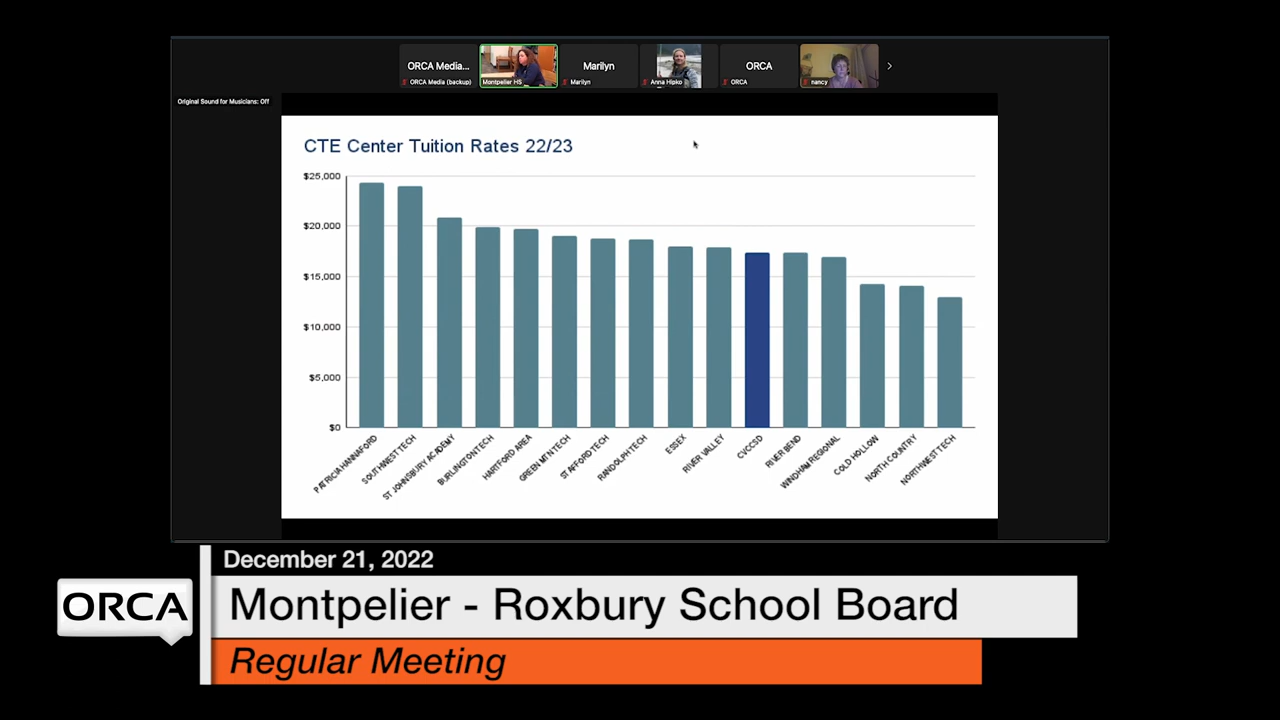 ORCA Media...
Marilyn
ORCA
ORCA Media (backup)
Montpelier HS
Marilyn
Anna Hipko
ORCA
nancy
Original Sound for Musicians: Off
CTE Center Tuition Rates 22/23
$25,000
$20,000
$15,000
$10,000
$5,000
$0
PATRICIA HANNAFORD
SOUTHWEST TECH
ST JOHNSBURY ACADEMY
BURLINGTON TECH
HARTFORD AREA
GREEN MTN TECH
STAFFORD TECH
RANDOLPH TECH
ESSEX
RIVER VALLEY
CVCCSD
RIVER BEND
WINDHAM REGIONAL
COLD HOLLOW
NORTH COUNTRY
NORTHWEST TECH
December 21, 2022
ORCA
Montpelier - Roxbury School Board
Regular Meeting